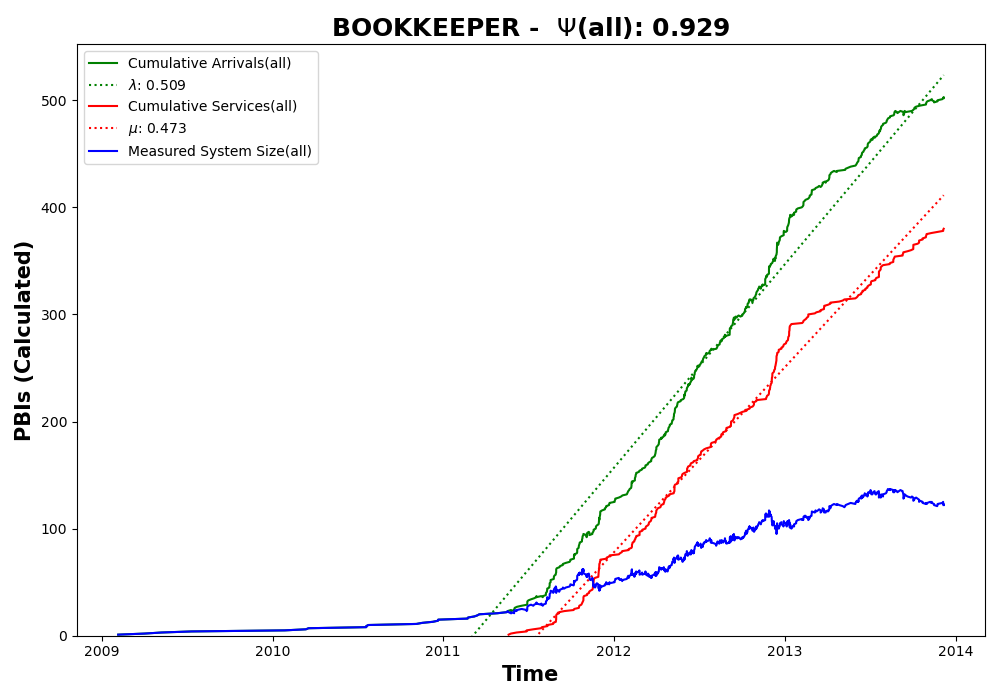 BOOKKEEPER - Ψ(all): 0.929
Cumulative Arrivals(all)
λ: 0.509
Cumulative Services(all)
μ: 0.473
Measured System Size(all)
PBIs (Calculated)
500
400
300
200
100
0
2009 2010 2011 2012 2013 2014
Time